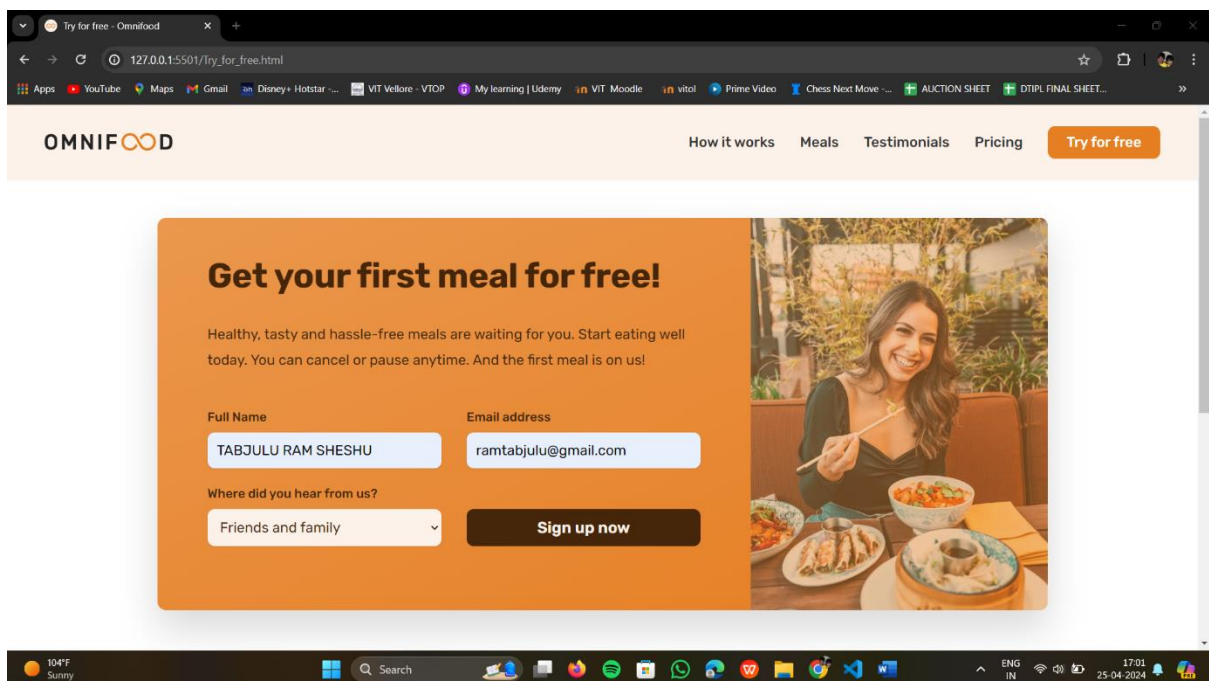 Try for free - Omnifood
127.0.0.1:5501/Try_for_free.html
Apps YouTube Maps Gmail Disney+ Hotstar -... VIT Vellore - VTOP My learning | Udemy VIT Moodle vitol Prime Video Chess Next Move -... AUCTION SHEET DTIPL FINAL SHEET...
OMNIFOOD How it works Meals Testimonials Pricing Try for free
Get your first meal for free!
Healthy, tasty and hassle-free meals are waiting for you. Start eating well
today. You can cancel or pause anytime. And the first meal is on us!
Full Name Email address
TABJULU RAM SHESHU ramtabjulu@gmail.com
Where did you hear from us?
Friends and family Sign up now
104°F
Sunny
Search
ENG
IN
17:01
25-04-2024